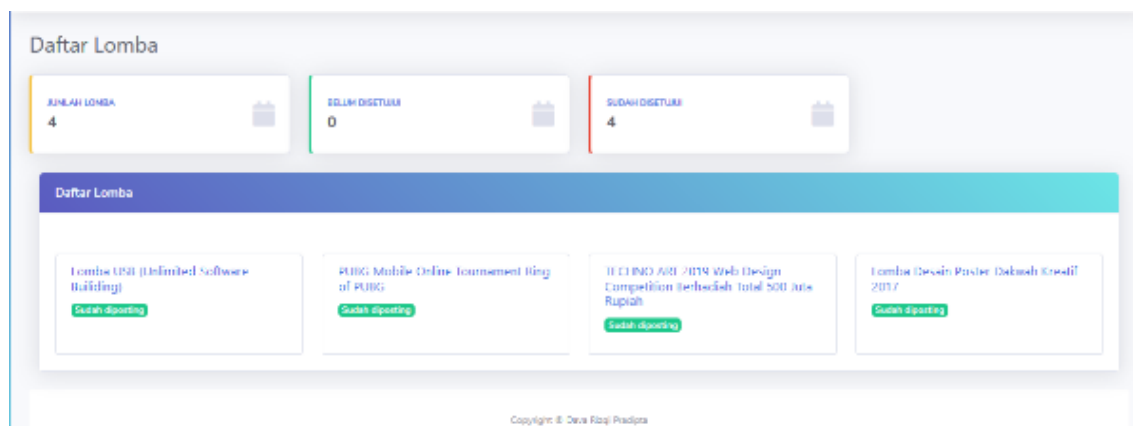 Daftar Lomba
JUMLAH LOMBA
4
BELUM DISETUJUI
0
SUDAH DISETUJUI
4
Daftar Lomba
Lomba USB (Unlimited Software
Building)
Sudah diposting
PUBG Mobile Online Tournament Ring
of PUBG
Sudah diposting
TECHNO ART 2019 Web Design
Competition Berhadiah Total 500 Juta
Rupiah
Sudah diposting
Lomba Desain Poster Dakwah Kreatif
2017
Sudah diposting
Copyright © Dava Rizqi Pradipta